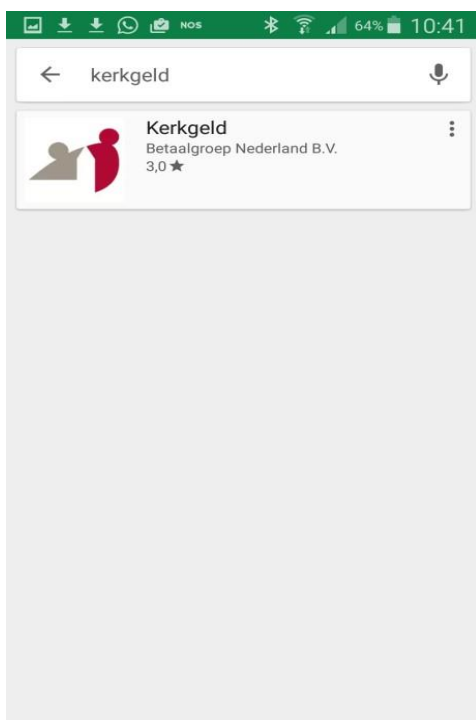 NOS 64% 10:41
kerkgeld
Kerkgeld
Betaalgroep Nederland B.V.
3,0★